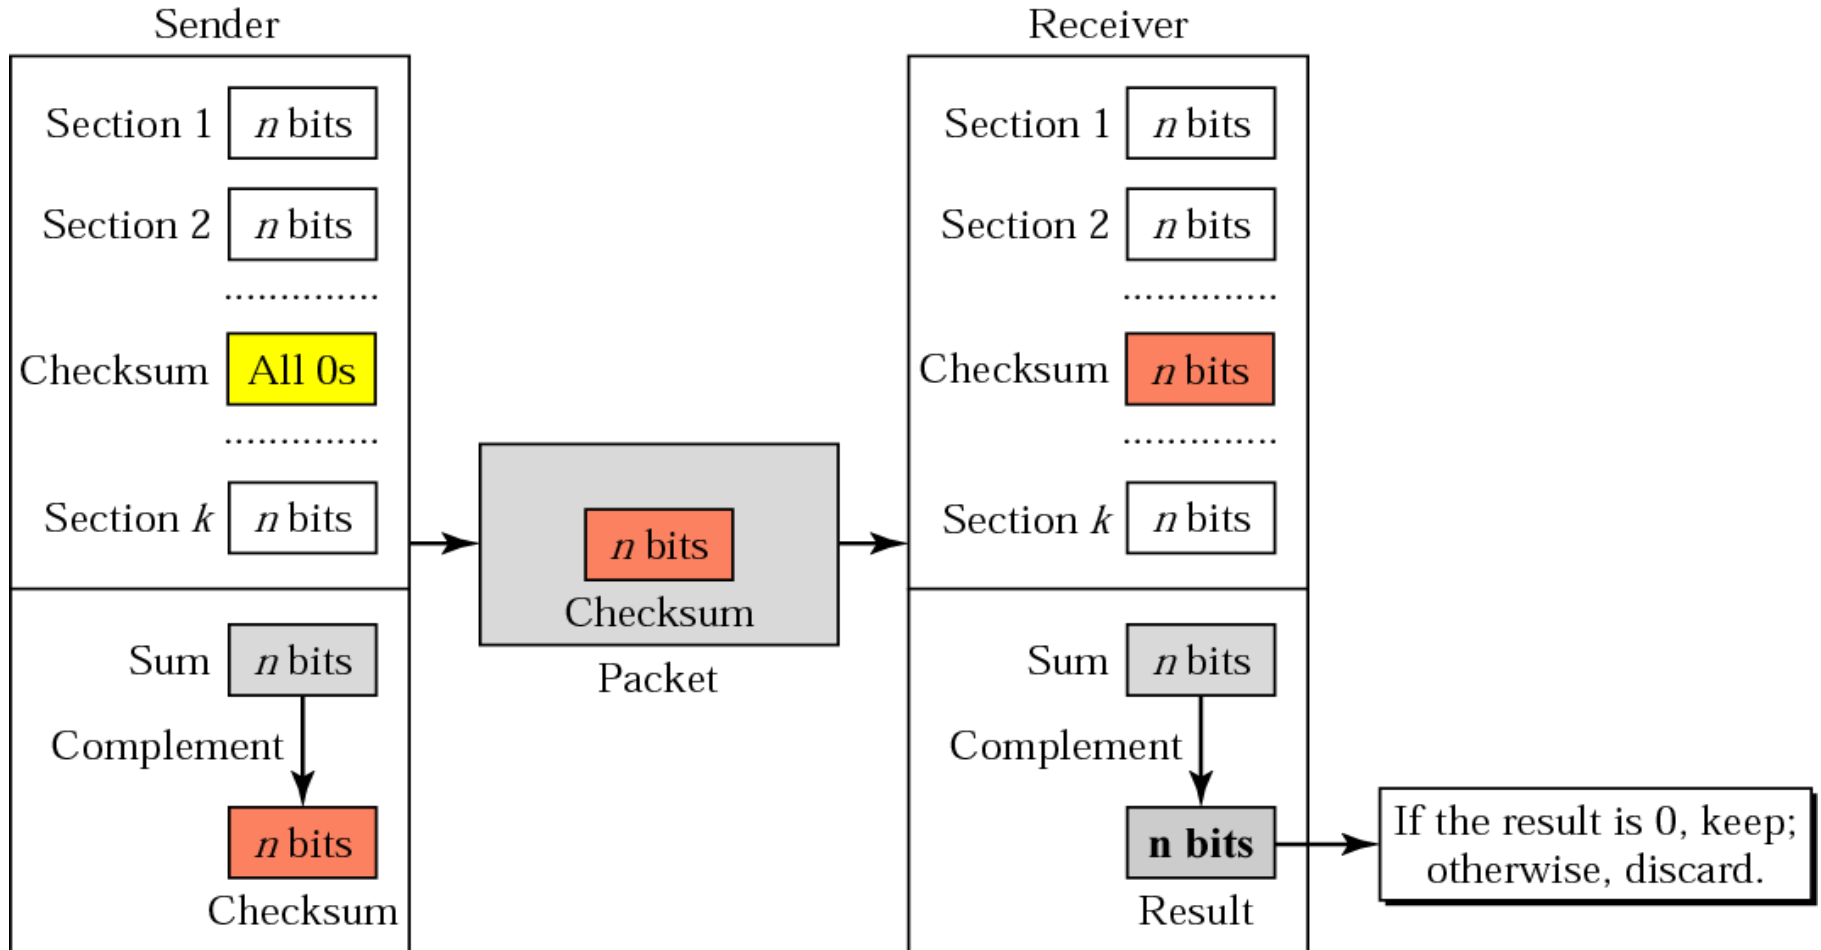 Sender
Section 1 n bits
Section 2 n bits
..............
Checksum All 0s
..............
Section k n bits
Sum n bits
Complement
n bits
Checksum
n bits
Checksum
Packet
Receiver
Section 1 n bits
Section 2 n bits
..............
Checksum n bits
..............
Section k n bits
Sum n bits
Complement
n bits
Result
If the result is 0, keep;
otherwise, discard.